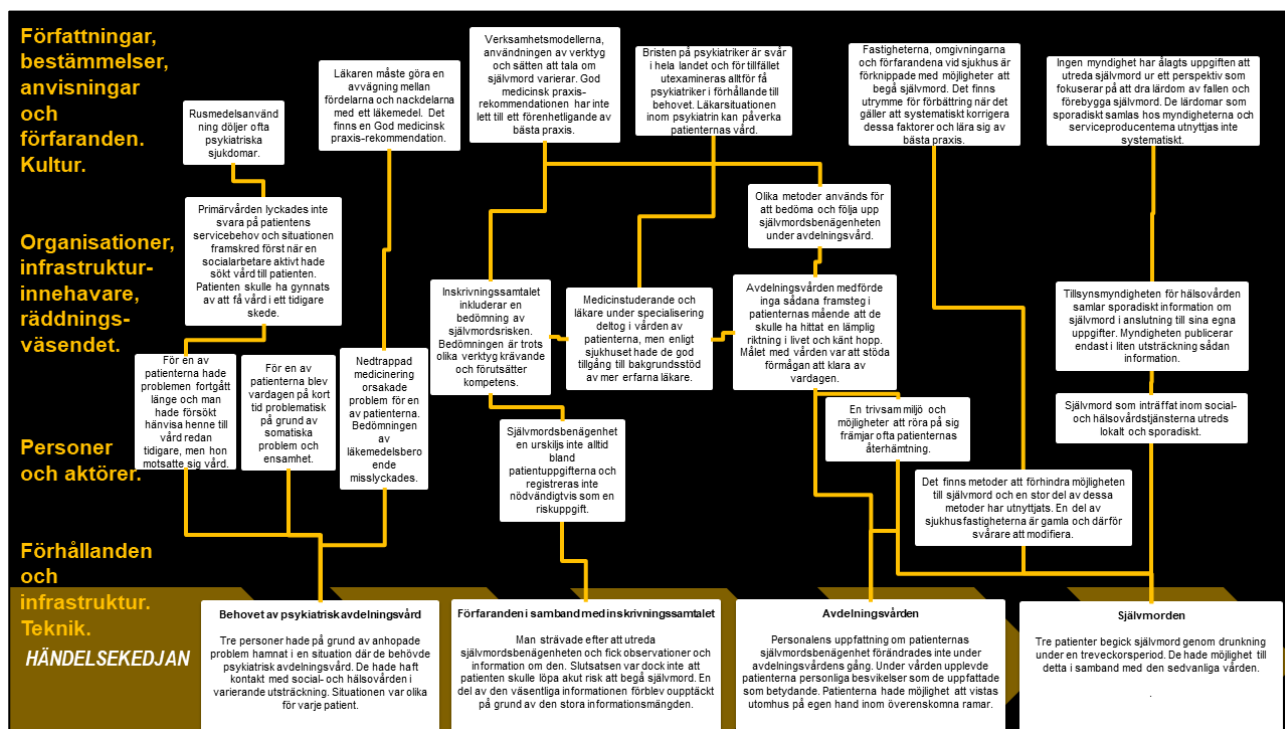 Författningar,
bestämmelser,
anvisningar
och
förfaranden.
Kultur.
Organisationer,
infrastruktur-
innehavare,
räddnings-
väsendet.
Personer
och aktörer.
Förhållanden
och
infrastruktur.
Teknik.
HÄNDELSEKEDJAN
Rusmedelsanvänd
ning döljer ofta
psykiatriska
sjukdomar.
Läkaren måste göra en
avvägning mellan
fördelarna och nackdelarna
med ett läkemedel. Det
finns en God medicinsk
praxis-rekommendation.
Verksamhetsmodellerna,
användningen av verktyg
och sätten att tala om
självmord varierar. God
medicinsk praxis-
rekommendationen har inte
lett till ett förenhetligande av
bästa praxis.
Bristen på psykiatriker är svår
i hela landet och för tillfället
utexamineras alltför få
psykiatriker i förhållande till
behovet. Läkarsituationen
inom psykiatrin kan påverka
patienternas vård.
Fastigheterna, omgivningarna
och förfarandena vid sjukhus är
förknippade med möjligheter att
begå självmord. Det finns
utrymme för förbättring när det
gäller att systematiskt korrigera
dessa faktorer och lära sig av
bästa praxis.
Ingen myndighet har ålagts uppgiften att
utreda självmord ur ett perspektiv som
fokuserar på att dra lärdom av fallen och
förebygga självmord. De lärdomar som
sporadiskt samlas hos myndigheterna och
serviceproducenterna utnyttjas inte
systematiskt.
Primärvården lyckades inte
svara på patientens
servicebehov och situationen
framskred först när en
socialarbetare aktivt hade
sökt vård till patienten.
Patienten skulle ha gynnats
av att få vård i ett tidigare
skede.
Olika metoder används för
att bedöma och följa upp
självmordsbenägenheten
under avdelningsvård.
Inskrivningssamtalet
inkluderar en
bedömning av
självmordsrisken.
Bedömningen är trots
olika verktyg krävande
och förutsätter
kompetens.
Medicinstuderande och
läkare under specialisering
deltog i vården av
patienterna, men enligt
sjukhuset hade de god
tillgång till bakgrundsstöd
av mer erfarna läkare.
Avdelningsvården medförde
inga sådana framsteg i
patienternas mående att de
skulle ha hittat en lämplig
riktning i livet och känt hopp.
Målet med vården var att stöda
förmågan att klara av
vardagen.
Tillsynsmyndigheten för hälsovården
samlar sporadiskt information om
självmord i anslutning till sina egna
uppgifter. Myndigheten publicerar
endast i liten utsträckning sådan
information.
För en av
patienterna hade
problemen fortgått
länge och man
hade försökt
hänvisa henne till
vård redan
tidigare, men hon
motsatte sig vård.
För en av
patienterna blev
vardagen på kort
tid problematisk
på grund av
somatiska
problem och
ensamhet.
Nedtrappad
medicinering
orsakade
problem för en
av patienterna.
Bedömningen
av
läkemedelsbero
ende
misslyckades.
Självmordsbenägenhet
en urskiljs inte alltid
bland
patientuppgifterna och
registreras inte
nödvändigtvis som en
riskuppgift.
En trivsam miljö och
möjligheter att röra på sig
främjar ofta patienternas
återhämtning.
Självmord som inträffat inom social-
och hälsovårdstjänsterna utreds
lokalt och sporadiskt.
Det finns metoder att förhindra möjligheten
till självmord och en stor del av dessa
metoder har utnyttjats. En del av
sjukhusfastigheterna är gamla och därför
svårare att modifiera.
Behovet av psykiatrisk avdelningsvård
Tre personer hade på grund av anhopade
problem hamnat i en situation där de behövde
psykiatrisk avdelningsvård. De hade haft
kontakt med social- och hälsovården i
varierande utsträckning. Situationen var olika
för varje patient.
Förfaranden i samband med inskrivningssamtalet
Man strävade efter att utreda
självmordsbenägenheten och fick observationer och
information om den. Slutsatsen var dock inte att
patienten skulle löpa akut risk att begå självmord. En
del av den väsentliga informationen förblev oupptäckt
på grund av den stora informationsmängden.
Avdelningsvården
Personalens uppfattning om patienternas
självmordsbenägenhet förändrades inte under
avdelningsvårdens gång. Under vården upplevde
patienterna personliga besvikelser som de uppfattade
som betydande. Patienterna hade möjlighet att vistas
utomhus på egen hand inom överenskomna ramar.
Självmorden
Tre patienter begick självmord genom drunkning
under en treveckorsperiod. De hade möjlighet till
detta i samband med den sedvanliga vården.
.